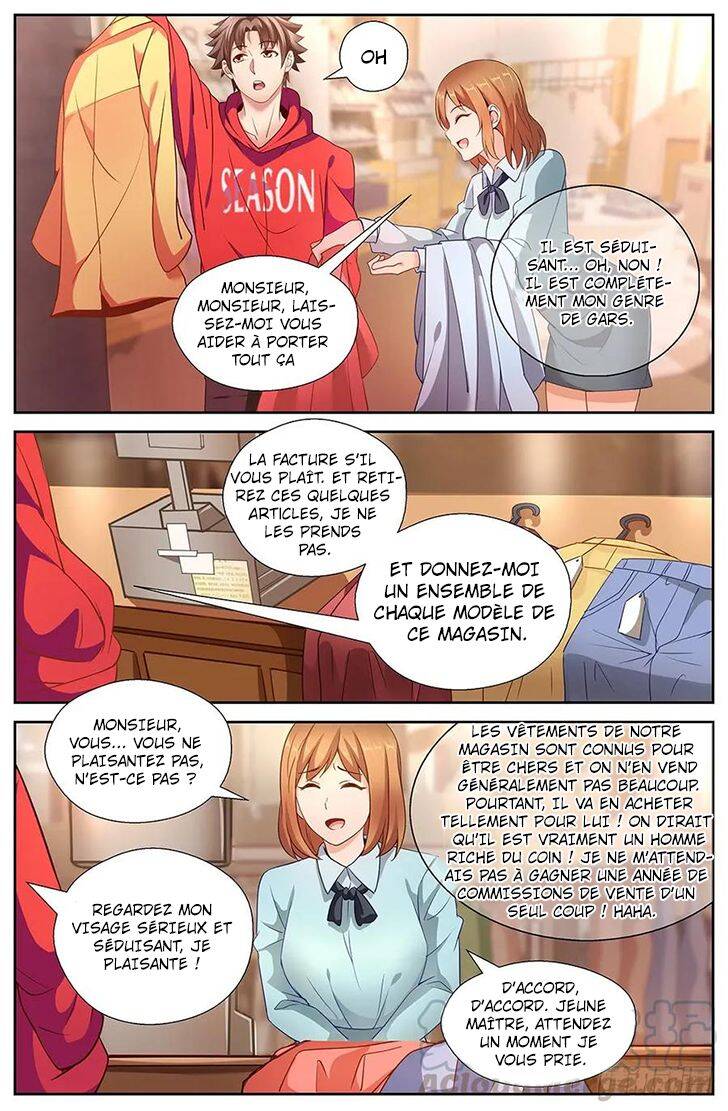 OH
SEASON
MONSIEUR,
MONSIEUR, LAIS-
SEZ-MOI VOUS
AIDER À PORTER
TOUT ÇA
IL EST SÉDUI-
SANT... OH, NON !
IL EST COMPLÈTE-
MENT MON GENRE
DE GARS.
LA FACTURE S'IL
VOUS PLAÎT. ET RETI-
REZ CES QUELQUES
ARTICLES, JE NE
LES PRENDS
PAS.
ET DONNEZ-MOI
UN ENSEMBLE DE
CHAQUE MODÈLE DE
CE MAGASIN.
MONSIEUR,
VOUS... VOUS NE
PLAISANTEZ PAS,
N'EST-CE PAS ?
LES VÊTEMENTS DE NOTRE
MAGASIN SONT CONNUS POUR
ÊTRE CHERS ET ON N'EN VEND
GÉNÉRALEMENT PAS BEAUCOUP.
POURTANT, IL VA EN ACHETER
TELLEMENT POUR LUI ! ON DIRAIT
QU'IL EST VRAIMENT UN HOMME
RICHE DU COIN ! JE NE M'ATTEND-
AIS PAS À GAGNER UNE ANNÉE DE
COMMISSIONS DE VENTE D'UN
SEUL COUP ! HAHA.
REGARDEZ MON
VISAGE SÉRIEUX ET
SÉDUISANT, JE
PLAISANTE !
D'ACCORD,
D'ACCORD. JEUNE
MAÎTRE, ATTENDEZ
UN MOMENT JE
VOUS PRIE.